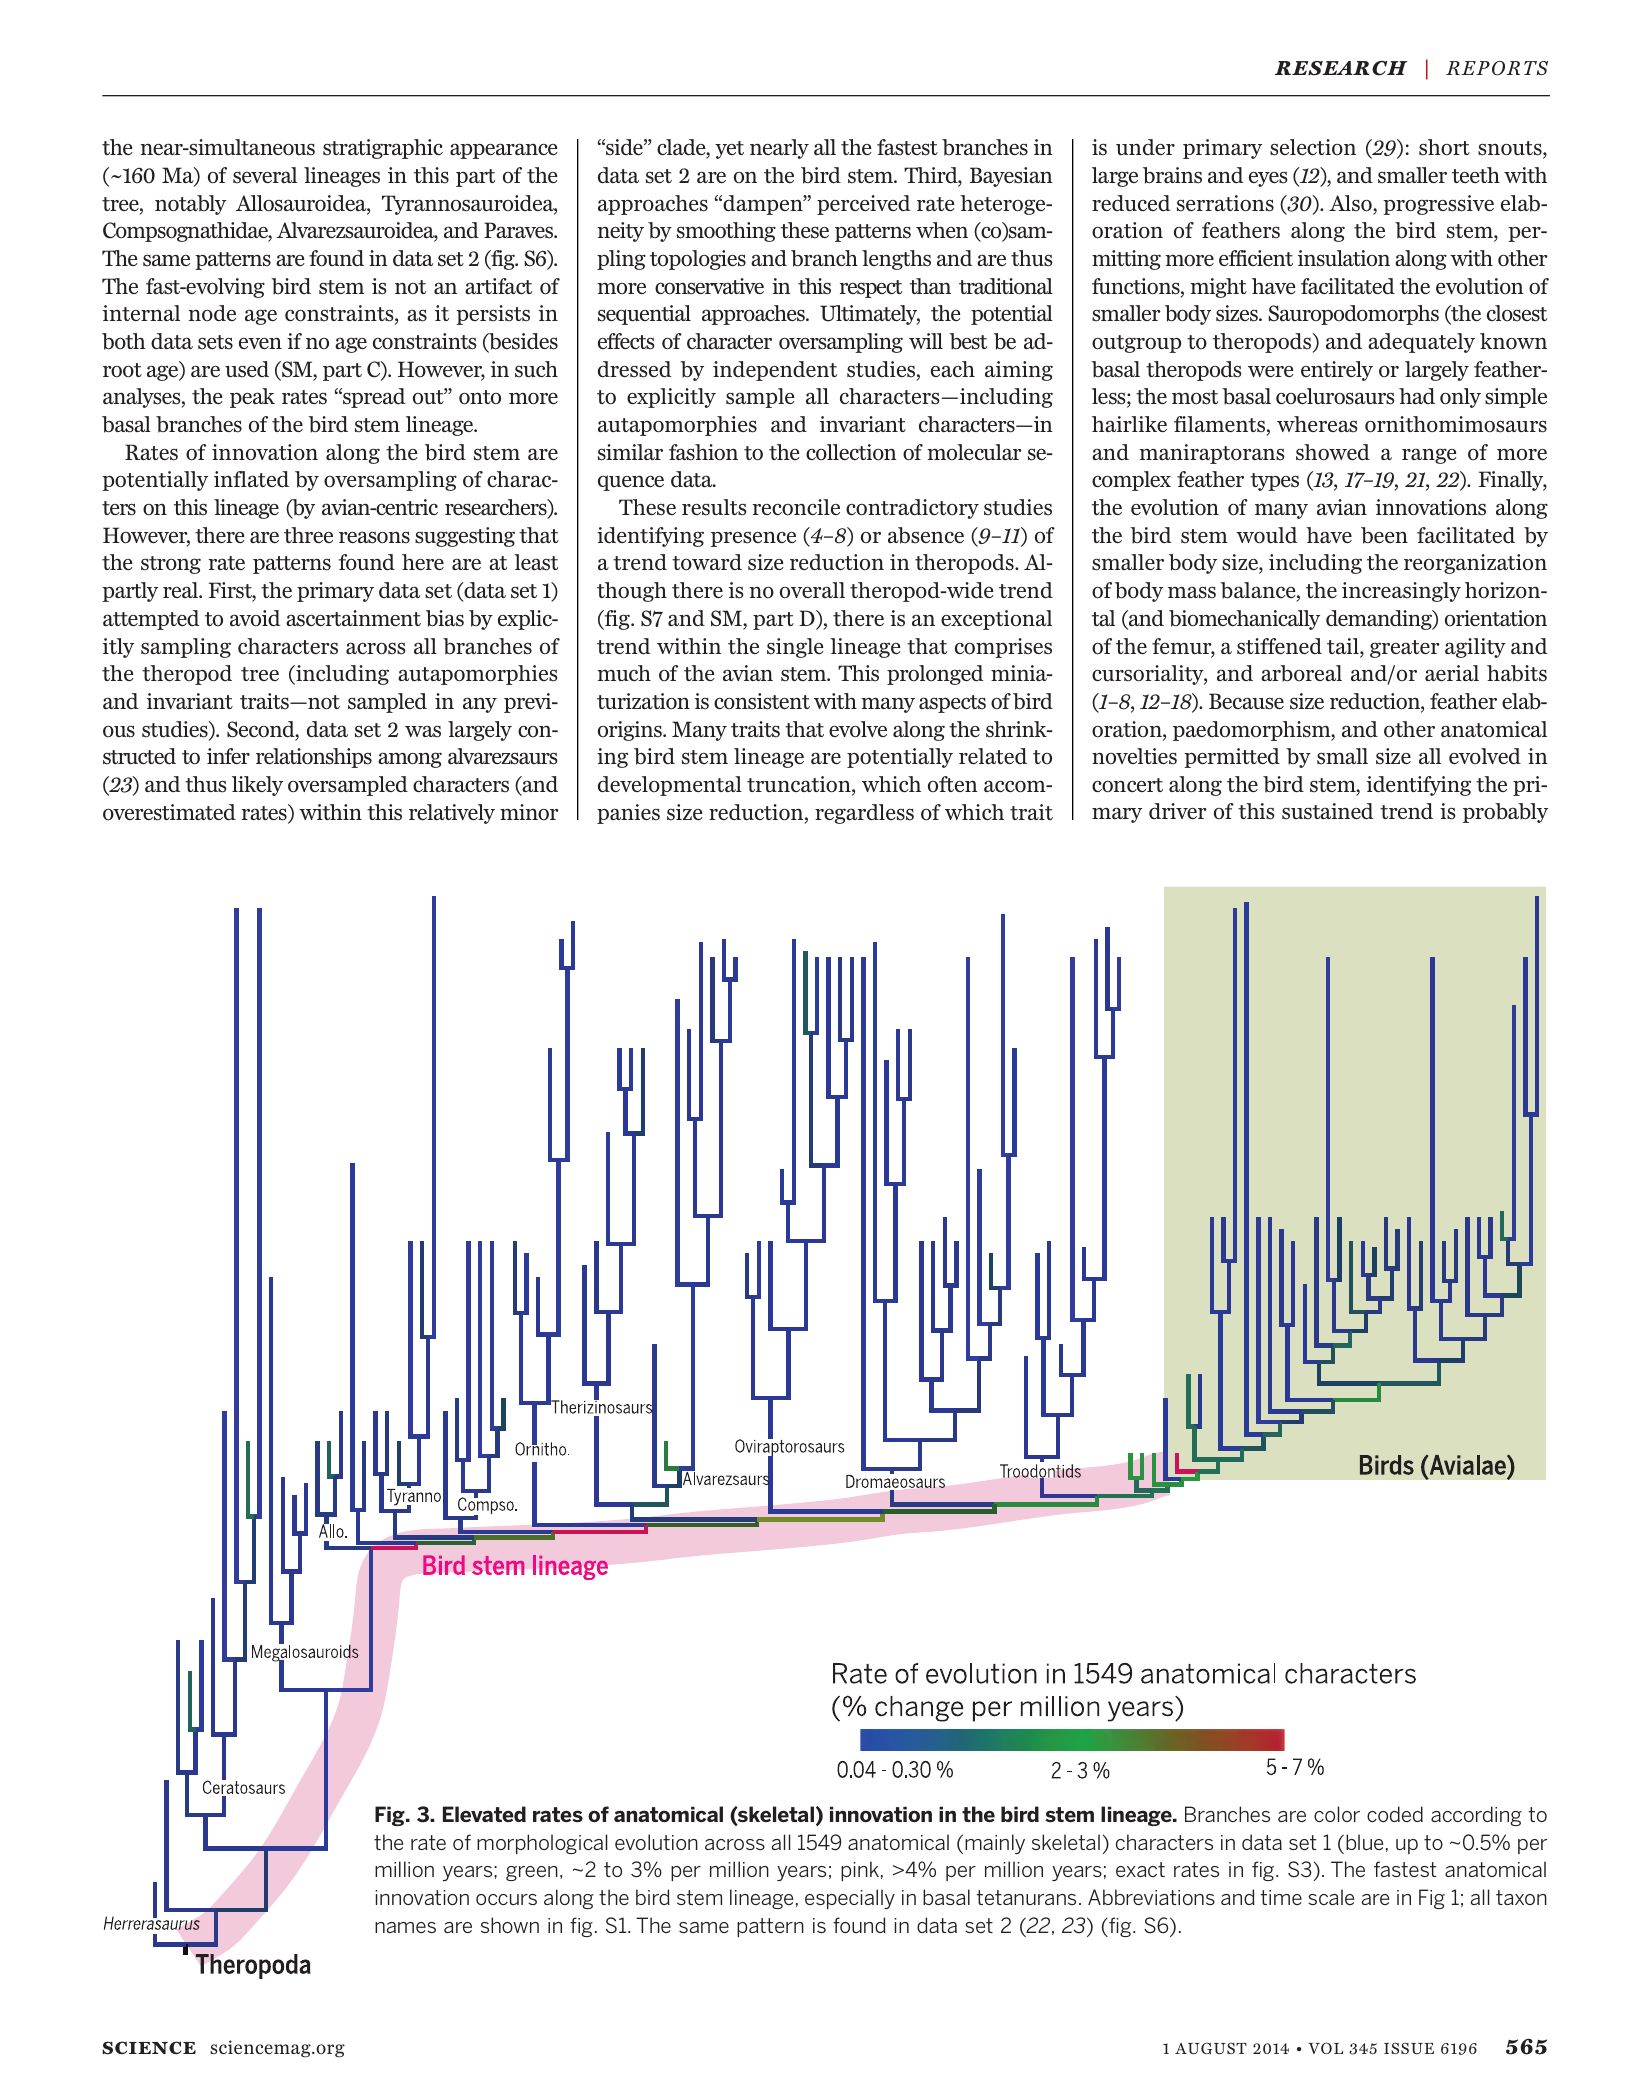 RESEARCH | REPORTS
the near-simultaneous stratigraphic appearance
(~160 Ma) of several lineages in this part of the
tree, notably Allosauroidea, Tyrannosauroidea,
Compsognathidae, Alvarezsauroidea, and Paraves.
The same patterns are found in data set 2 (fig. S6).
The fast-evolving bird stem is not an artifact of
internal node age constraints, as it persists in
both data sets even if no age constraints (besides
root age) are used (SM, part C). However, in such
analyses, the peak rates “spread out” onto more
basal branches of the bird stem lineage.
Rates of innovation along the bird stem are
potentially inflated by oversampling of charac-
ters on this lineage (by avian-centric researchers).
However, there are three reasons suggesting that
the strong rate patterns found here are at least
partly real. First, the primary data set (data set 1)
attempted to avoid ascertainment bias by explic-
itly sampling characters across all branches of
the theropod tree (including autapomorphies
and invariant traits—not sampled in any previ-
ous studies). Second, data set 2 was largely con-
structed to infer relationships among alvarezsaurs
(23) and thus likely oversampled characters (and
overestimated rates) within this relatively minor
“side” clade, yet nearly all the fastest branches in
data set 2 are on the bird stem. Third, Bayesian
approaches “dampen” perceived rate heteroge-
neity by smoothing these patterns when (co)sam-
pling topologies and branch lengths and are thus
more conservative in this respect than traditional
sequential approaches. Ultimately, the potential
effects of character oversampling will best be ad-
dressed by independent studies, each aiming
to explicitly sample all characters—including
autapomorphies and invariant characters—in
similar fashion to the collection of molecular se-
quence data.
These results reconcile contradictory studies
identifying presence (4–8) or absence (9–11) of
a trend toward size reduction in theropods. Al-
though there is no overall theropod-wide trend
(fig. S7 and SM, part D), there is an exceptional
trend within the single lineage that comprises
much of the avian stem. This prolonged minia-
turization is consistent with many aspects of bird
origins. Many traits that evolve along the shrink-
ing bird stem lineage are potentially related to
developmental truncation, which often accom-
panies size reduction, regardless of which trait
is under primary selection (29): short snouts,
large brains and eyes (12), and smaller teeth with
reduced serrations (30). Also, progressive elab-
oration of feathers along the bird stem, per-
mitting more efficient insulation along with other
functions, might have facilitated the evolution of
smaller body sizes. Sauropodomorphs (the closest
outgroup to theropods) and adequately known
basal theropods were entirely or largely feather-
less; the most basal coelurosaurs had only simple
hairlike filaments, whereas ornithomimosaurs
and maniraptorans showed a range of more
complex feather types (13, 17–19, 21, 22). Finally,
the evolution of many avian innovations along
the bird stem would have been facilitated by
smaller body size, including the reorganization
of body mass balance, the increasingly horizon-
tal (and biomechanically demanding) orientation
of the femur, a stiffened tail, greater agility and
cursoriality, and arboreal and/or aerial habits
(1–8, 12–18). Because size reduction, feather elab-
oration, paedomorphism, and other anatomical
novelties permitted by small size all evolved in
concert along the bird stem, identifying the pri-
mary driver of this sustained trend is probably
Therizinosaurs
Ornitho.
Oviraptorosaurs
Alvarezsaurs
Dromaeosaurs
Troodontids
Birds (Avialae)
Tyranno.
Compso.
Allo.
Bird stem lineage
Megalosauroids
Ceratosaurs
Herrerasaurus
Theropoda
Rate of evolution in 1549 anatomical characters
(% change per million years)
0.04 - 0.30 %
2 - 3 %
5 - 7 %
Fig. 3. Elevated rates of anatomical (skeletal) innovation in the bird stem lineage. Branches are color coded according to
the rate of morphological evolution across all 1549 anatomical (mainly skeletal) characters in data set 1 (blue, up to ~0.5% per
million years; green, ~2 to 3% per million years; pink, >4% per million years; exact rates in fig. S3). The fastest anatomical
innovation occurs along the bird stem lineage, especially in basal tetanurans. Abbreviations and time scale are in Fig 1; all taxon
names are shown in fig. S1. The same pattern is found in data set 2 (22, 23) (fig. S6).
SCIENCE sciencemag.org
1 AUGUST 2014 • VOL 345 ISSUE 6196 565